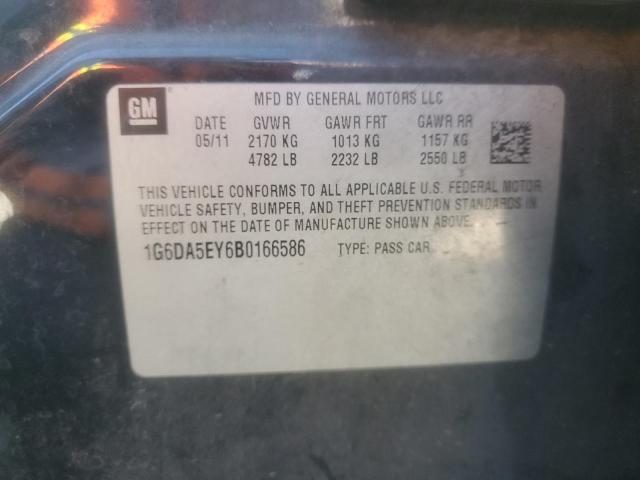 GM ® MFD BY GENERAL MOTORS LLC
DATE GVWR GAWR FRT GAWR RR
05/11 2170 KG 1013 KG 1157 KG
4782 LB 2232 LB 2550 LB
THIS VEHICLE CONFORMS TO ALL APPLICABLE U.S. FEDERAL MOTOR
VEHICLE SAFETY, BUMPER, AND THEFT PREVENTION STANDARDS IN
EFFECT ON THE DATE OF MANUFACTURE SHOWN ABOVE.
1G6DA5EY6B0166586 TYPE: PASS CAR